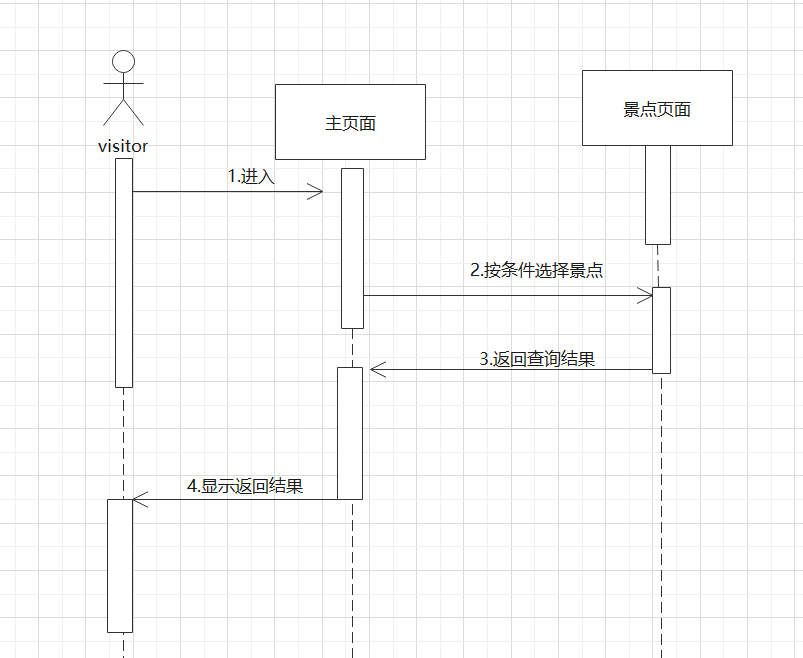 visitor
主页面
景点页面
1.进入
2.按条件选择景点
3.返回查询结果
4.显示返回结果